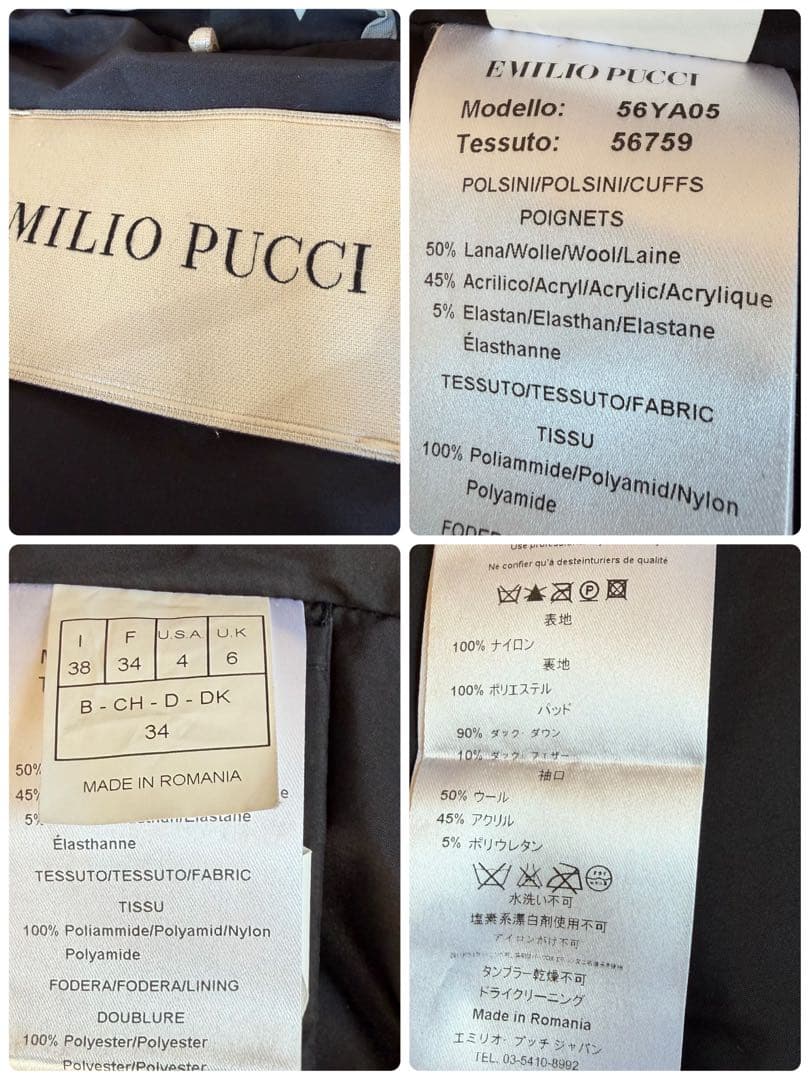 MILIO PUCCI
EMILIO PUCCI
Modello: 56YA05
Tessuto: 56759
POLSINI/POLSINI/CUFFS
POIGNETS
50% Lana/Wolle/Wool/Laine
45% Acrilico/Acryl/Acrylic/Acrylique
5% Elastan/Elasthan/Elastane
Élasthanne
TESSUTO/TESSUTO/FABRIC
TISSU
100% Poliammide/Polyamid/Nylon
Polyamide
I F U.S.A. U.K
38 34 4 6
B - CH - D - DK
34
MADE IN ROMANIA
50%
45% e
5%
Élasthanne
TESSUTO/TESSUTO/FABRIC
TISSU
100% Poliammide/Polyamid/Nylon
Polyamide
FODERA/FODERA/LINING
DOUBLURE
100% Polyester/Polyester
Polyester/Polyester
Ne confier qu'à desteinturiers de qualité
表地
100% ナイロン
裏地
100% ポリエステル
パッド
90% ダック・ダウン
10% ダック・フェザー
袖口
50% ウール
45% アクリル
5% ポリウレタン
水洗い不可
塩素系漂白剤使用不可
アイロンがけ不可
タンブラー乾燥不可
ドライクリーニング
Made in Romania
エミリオ・プッチ ジャパン
TEL. 03-5410-8992